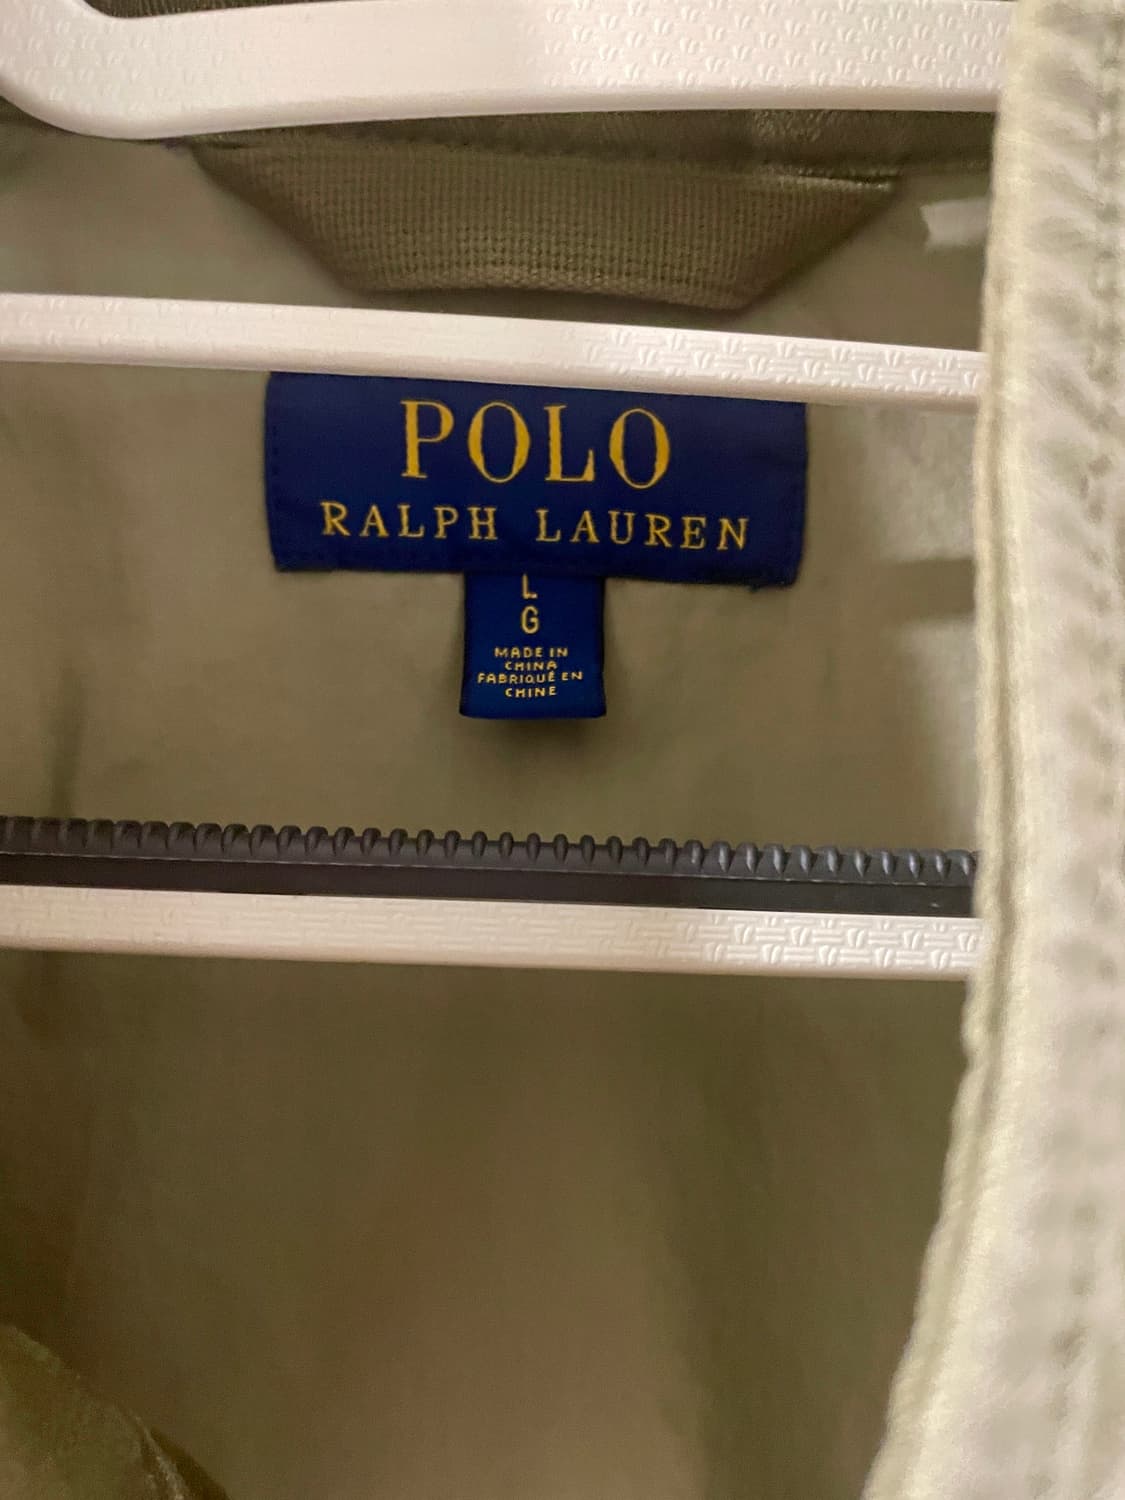 POLO
RALPH LAUREN
L
G
MADE IN
CHINA
FABRIQUÉ EN
CHINE